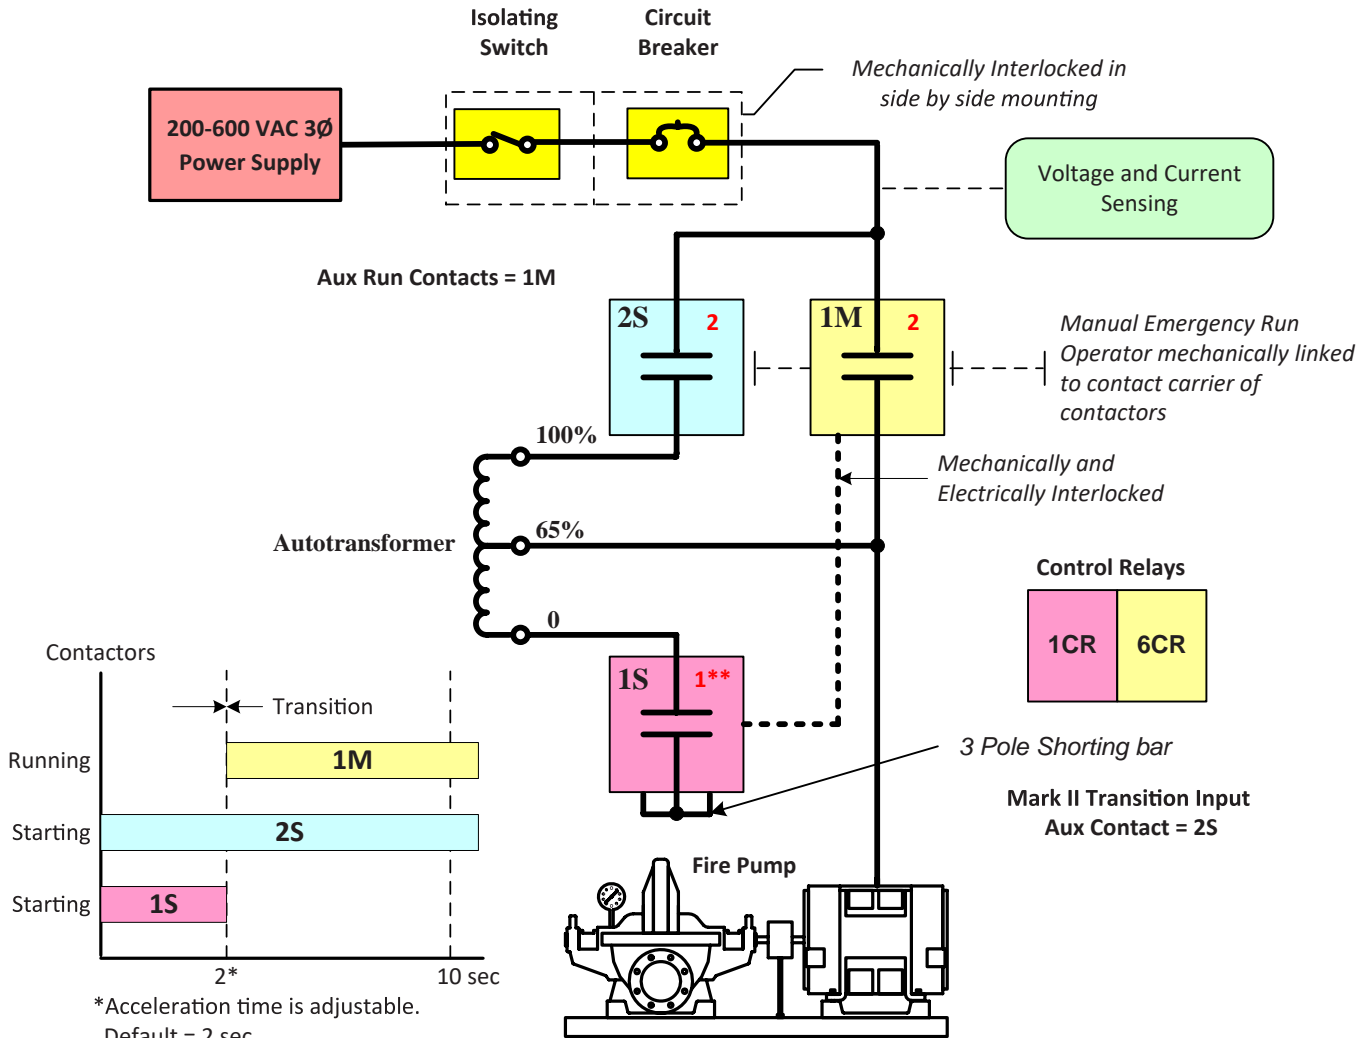 Isolating
Switch
Circuit
Breaker
Mechanically Interlocked in
side by side mounting
200-600 VAC 3Ø
Power Supply
Voltage and Current
Sensing
Aux Run Contacts = 1M
2S
2
1M
2
Manual Emergency Run
Operator mechanically linked
to contact carrier of
contactors
100%
Mechanically and
Electrically Interlocked
65%
Autotransformer
Control Relays
0
1CR
6CR
Contactors
1S
1**
Transition
3 Pole Shorting bar
Running
1M
Mark II Transition Input
Aux Contact = 2S
Starting
2S
Fire Pump
Starting
1S
2*
10 sec
*Acceleration time is adjustable.
Default = 2 sec